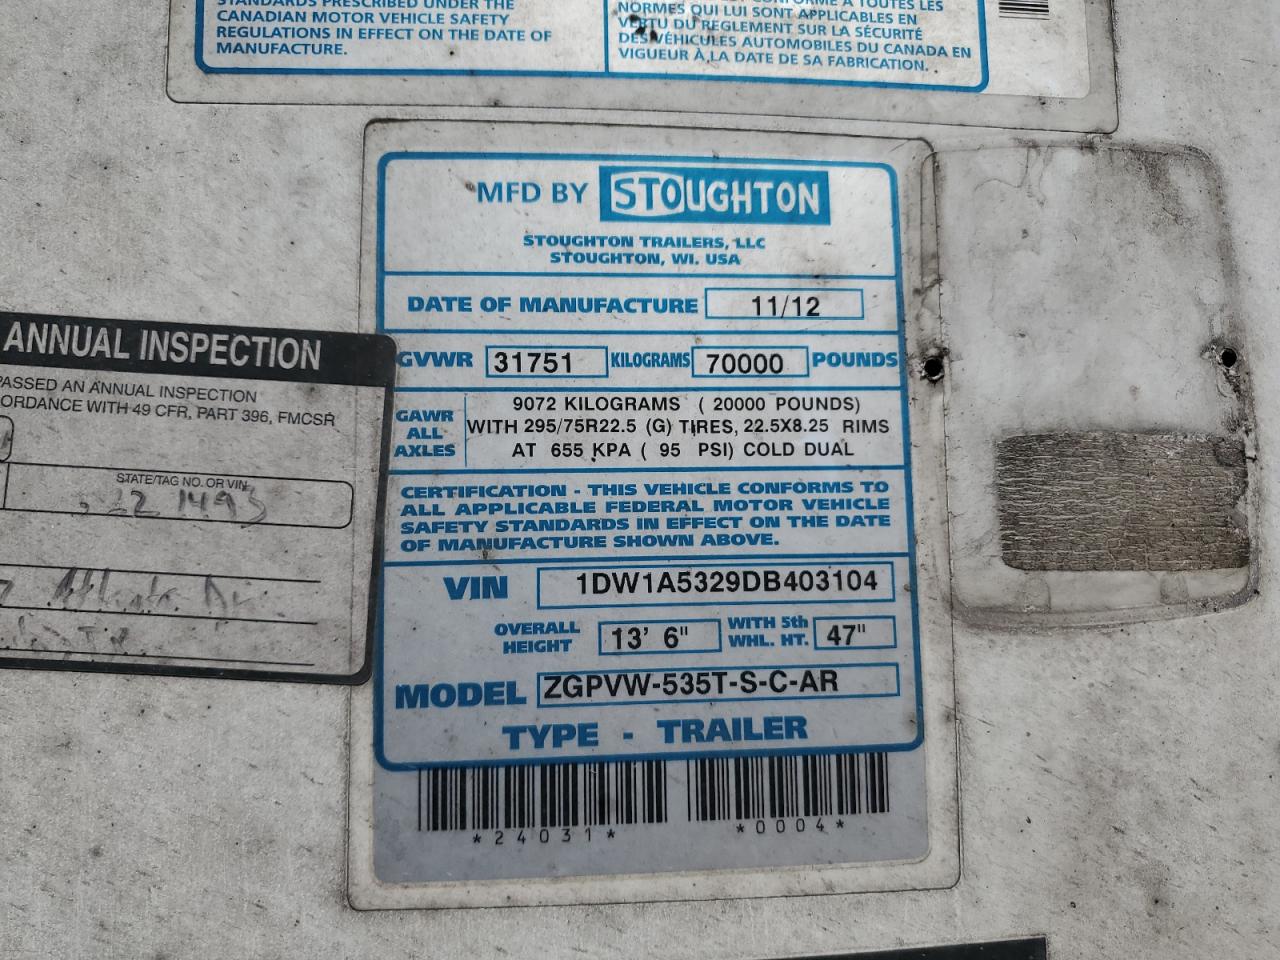 STANDARDS PRESCRIBED UNDER THE
CANADIAN MOTOR VEHICLE SAFETY
REGULATIONS IN EFFECT ON THE DATE OF
MANUFACTURE.
CONFORME À TOUTES LES
NORMES QUI LUI SONT APPLICABLES EN
VERTU DU REGLEMENT SUR LA SÉCURITÉ
DES VÉHICULES AUTOMOBILES DU CANADA EN
VIGUEUR À LA DATE DE SA FABRICATION.
MFD BY STOUGHTON
STOUGHTON TRAILERS, LLC
STOUGHTON, WI. USA
DATE OF MANUFACTURE 11/12
GVWR 31751 KILOGRAMS 70000 POUNDS
GAWR ALL AXLES
9072 KILOGRAMS ( 20000 POUNDS)
WITH 295/75R22.5 (G) TIRES, 22.5X8.25 RIMS
AT 655 KPA ( 95 PSI) COLD DUAL
CERTIFICATION - THIS VEHICLE CONFORMS TO
ALL APPLICABLE FEDERAL MOTOR VEHICLE
SAFETY STANDARDS IN EFFECT ON THE DATE
OF MANUFACTURE SHOWN ABOVE.
VIN 1DW1A5329DB403104
OVERALL HEIGHT 13' 6" WITH 5th WHL. HT. 47"
MODEL ZGPVW-535T-S-C-AR
TYPE - TRAILER
*24031* *0004*
ANNUAL INSPECTION
PASSED AN ANNUAL INSPECTION
WITH 49 CFR, PART 396, FMCSR
STATE/TAG NO. OR VIN